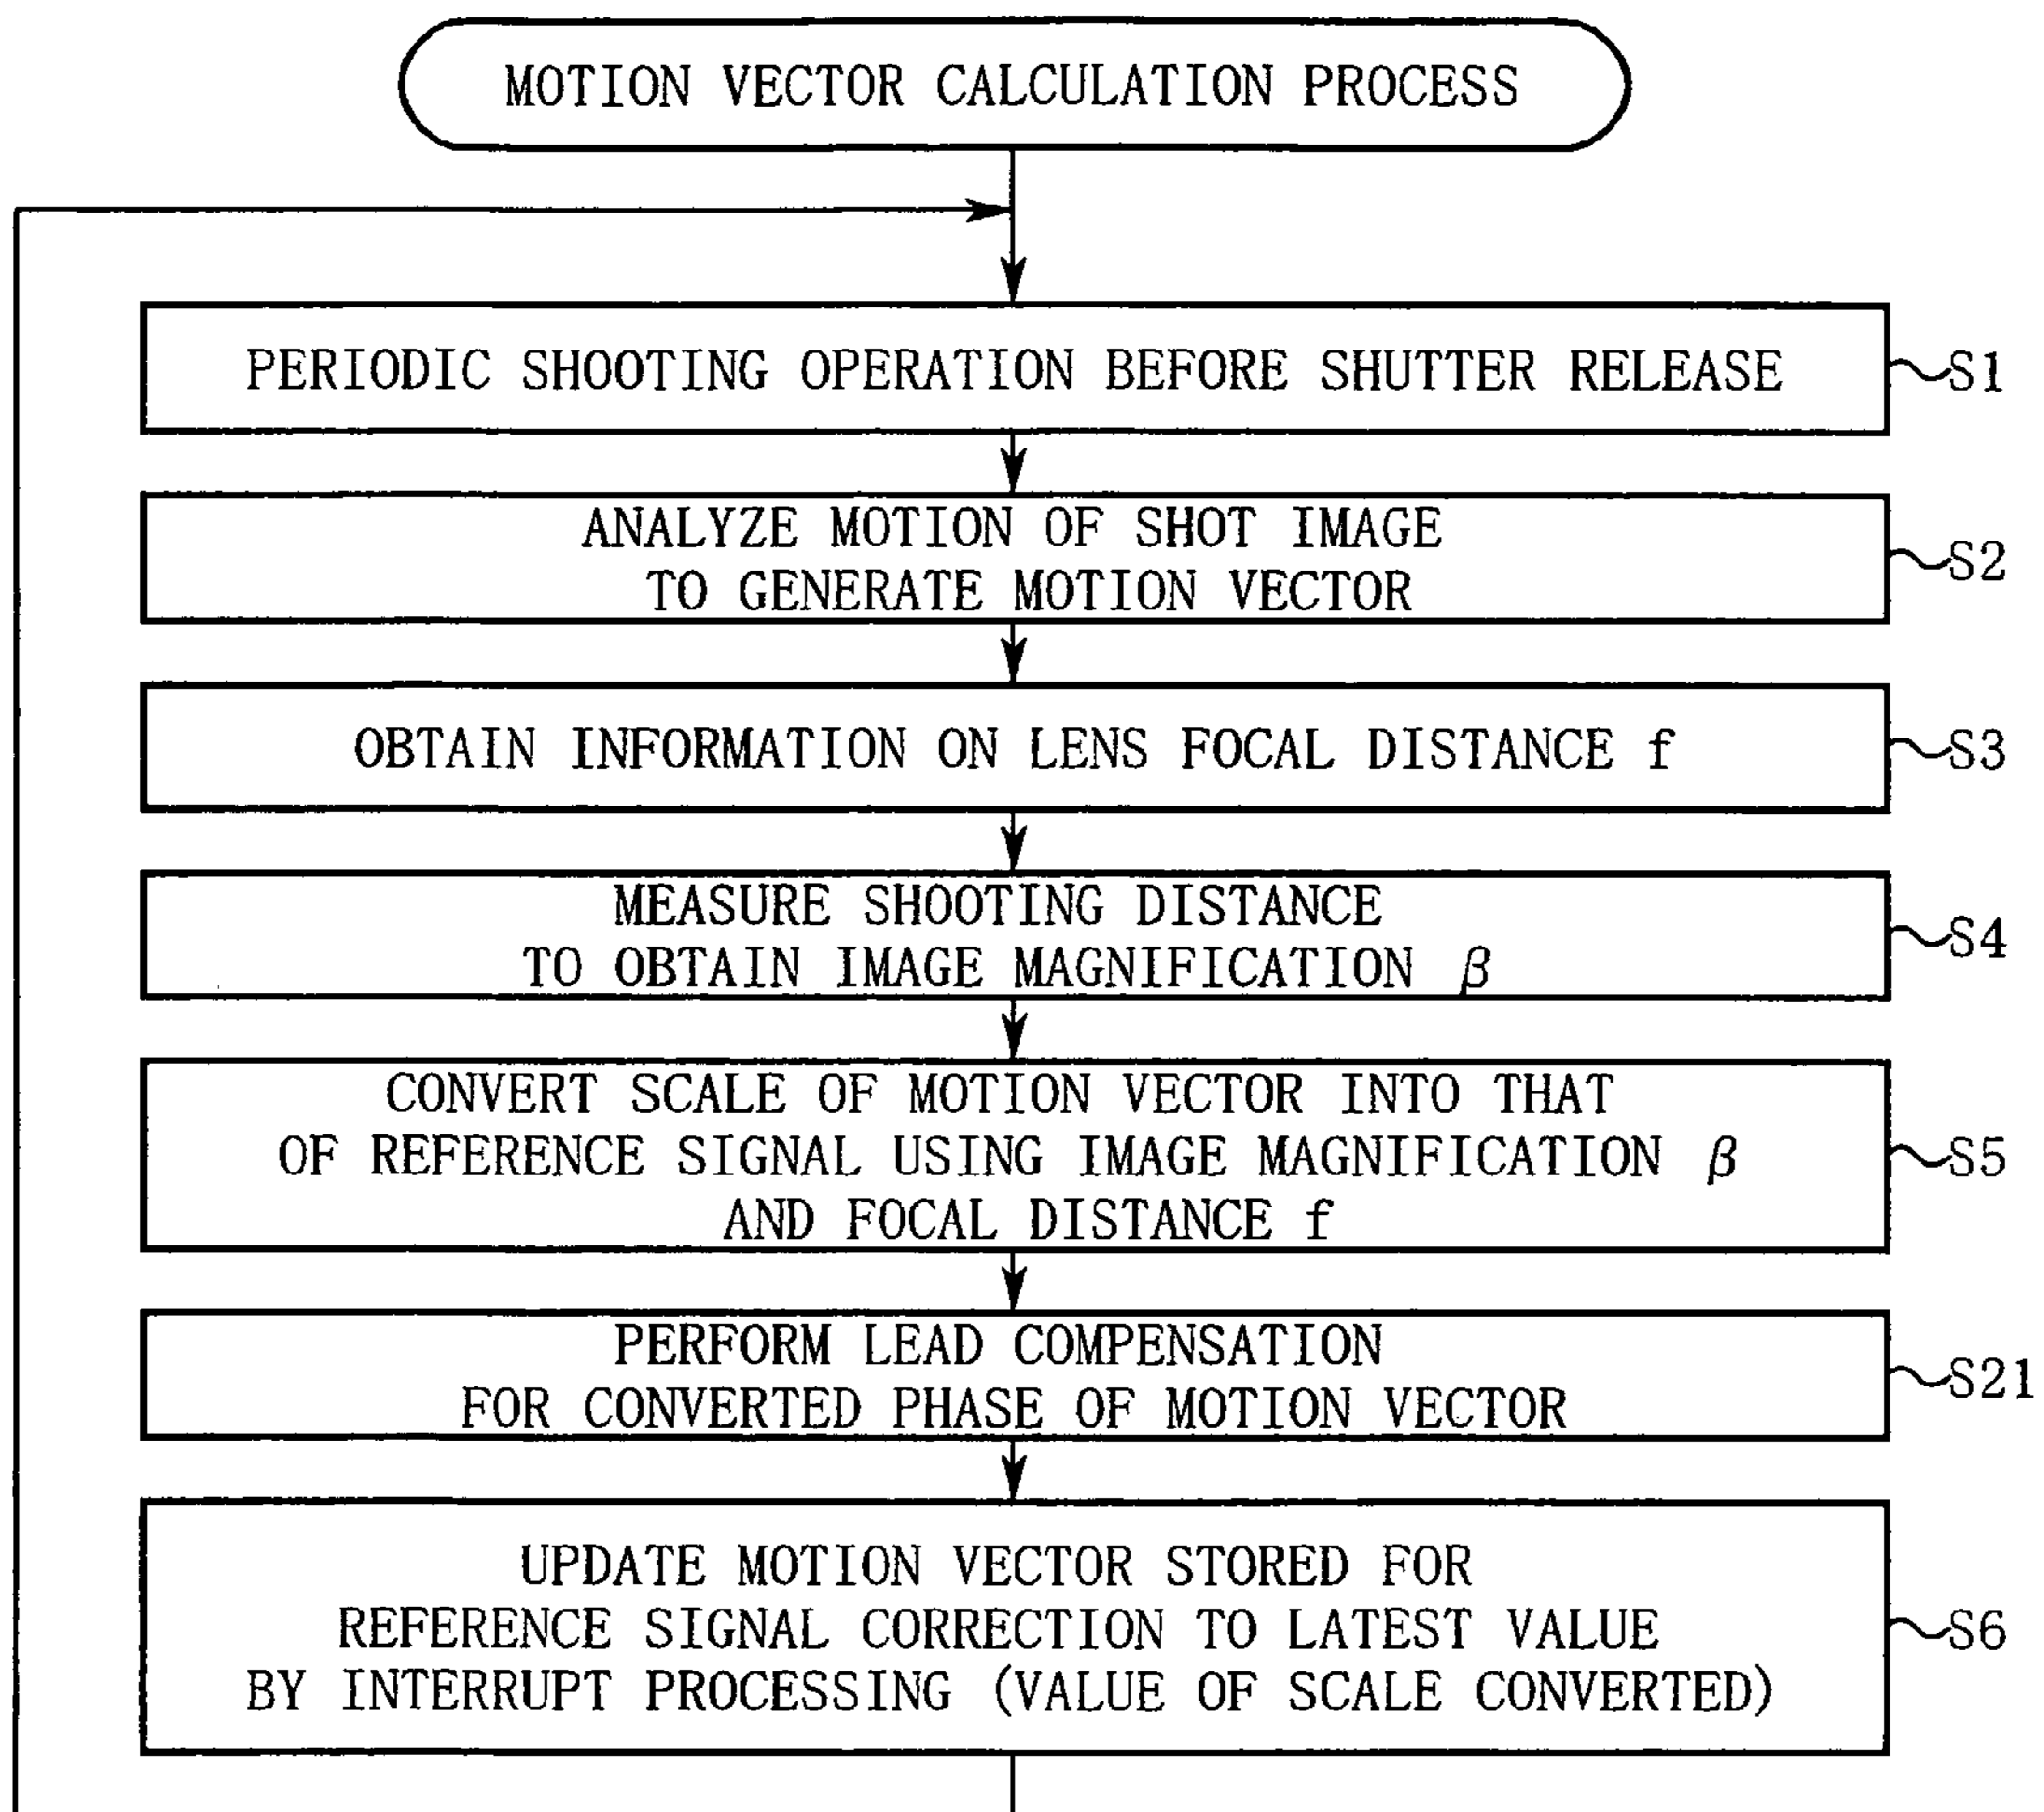 MOTION VECTOR CALCULATION PROCESS
PERIODIC SHOOTING OPERATION BEFORE SHUTTER RELEASE
S1
ANALYZE MOTION OF SHOT IMAGE
TO GENERATE MOTION VECTOR
S2
OBTAIN INFORMATION ON LENS FOCAL DISTANCE f
S3
MEASURE SHOOTING DISTANCE
TO OBTAIN IMAGE MAGNIFICATION β
S4
CONVERT SCALE OF MOTION VECTOR INTO THAT
OF REFERENCE SIGNAL USING IMAGE MAGNIFICATION β
AND FOCAL DISTANCE f
S5
PERFORM LEAD COMPENSATION
FOR CONVERTED PHASE OF MOTION VECTOR
S21
UPDATE MOTION VECTOR STORED FOR
REFERENCE SIGNAL CORRECTION TO LATEST VALUE
BY INTERRUPT PROCESSING (VALUE OF SCALE CONVERTED)
S6